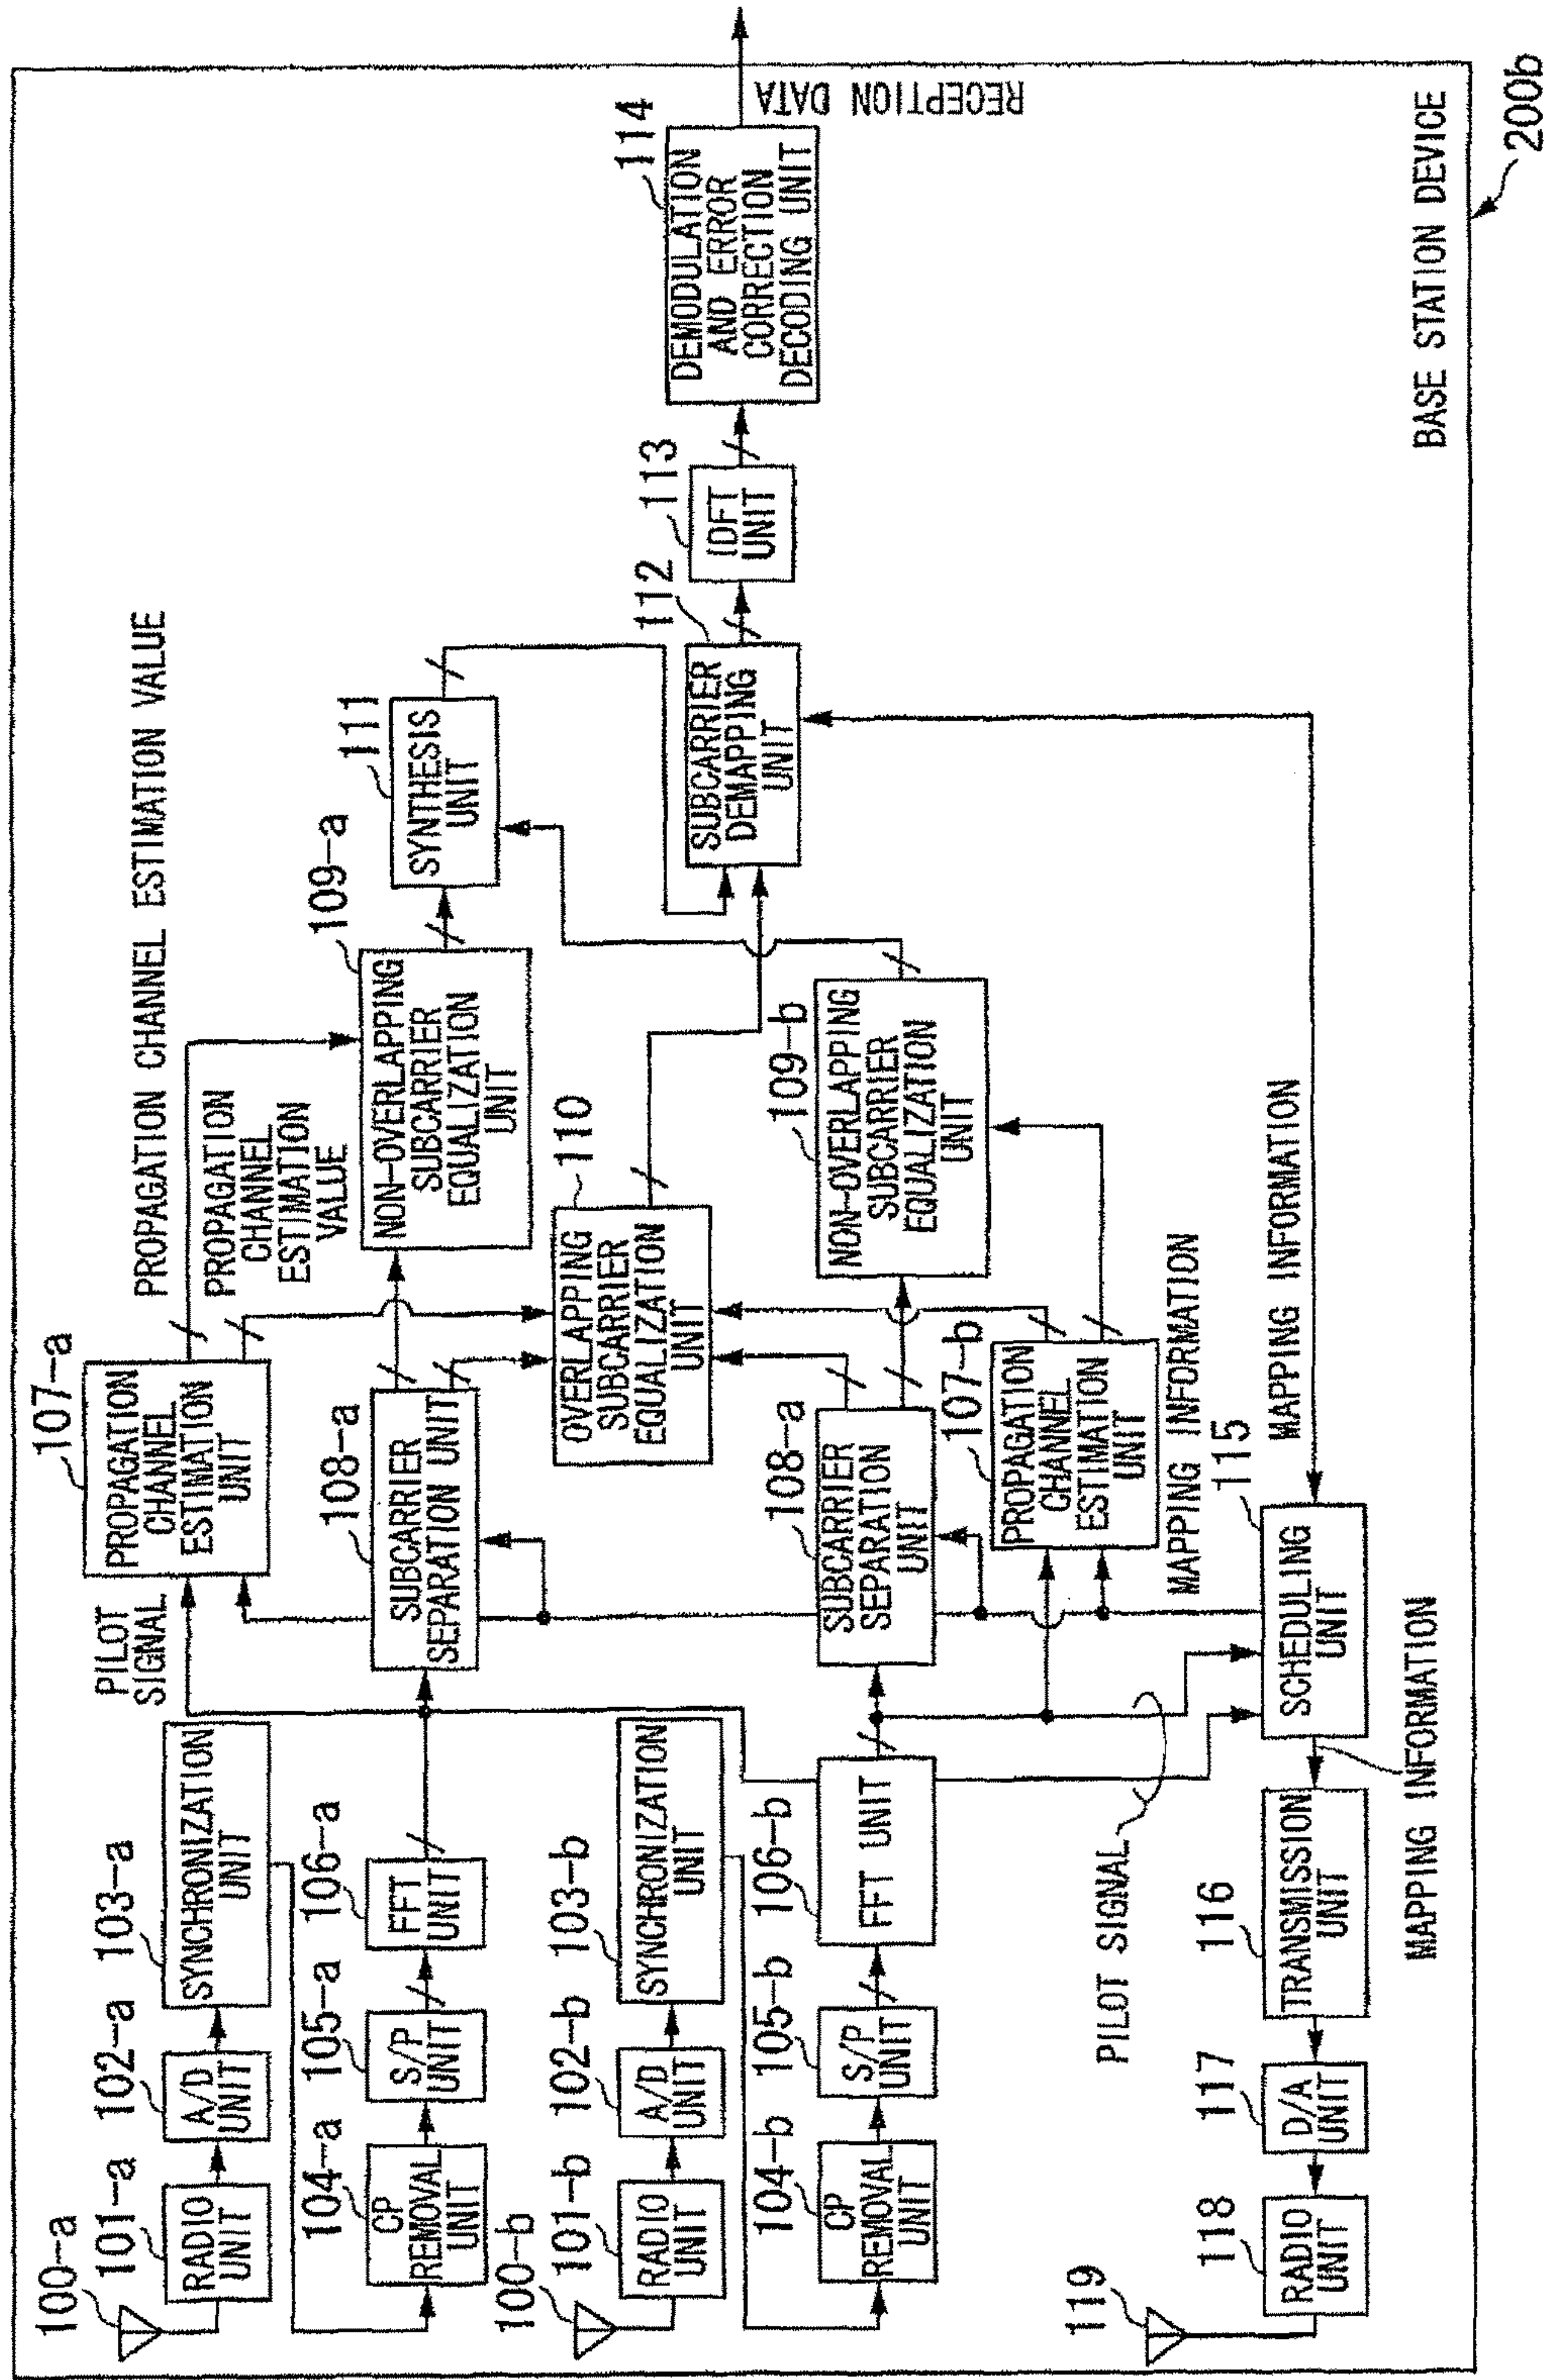 100-a
101-a
RADIO
UNIT
102-a
A/D
UNIT
103-a
SYNCHRONIZATION
UNIT
104-a
CP
REMOVAL
UNIT
105-a
S/P
UNIT
106-a
FFT
UNIT
PILOT
SIGNAL
107-a
PROPAGATION
CHANNEL
ESTIMATION
UNIT
PROPAGATION CHANNEL ESTIMATION VALUE
PROPAGATION
CHANNEL
ESTIMATION
VALUE
108-a
SUBCARRIER
SEPARATION UNIT
109-a
NON-OVERLAPPING
SUBCARRIER
EQUALIZATION
UNIT
111
SYNTHESIS
UNIT
110
OVERLAPPING
SUBCARRIER
EQUALIZATION
UNIT
112
SUBCARRIER
DEMAPPING
UNIT
113
IDFT
UNIT
114
DEMODULATION
AND ERROR
CORRECTION
DECODING UNIT
RECEPTION DATA
100-b
101-b
RADIO
UNIT
102-b
A/D
UNIT
103-b
SYNCHRONIZATION
UNIT
104-b
CP
REMOVAL
UNIT
105-b
S/P
UNIT
106-b
FFT UNIT
108-a
SUBCARRIER
SEPARATION
UNIT
109-b
NON-OVERLAPPING
SUBCARRIER
EQUALIZATION
UNIT
107-b
PROPAGATION
CHANNEL
ESTIMATION
UNIT
PILOT SIGNAL
MAPPING INFORMATION
MAPPING INFORMATION
115
SCHEDULING
UNIT
116
TRANSMISSION
UNIT
117
D/A
UNIT
118
RADIO
UNIT
119
MAPPING INFORMATION
BASE STATION DEVICE
200b